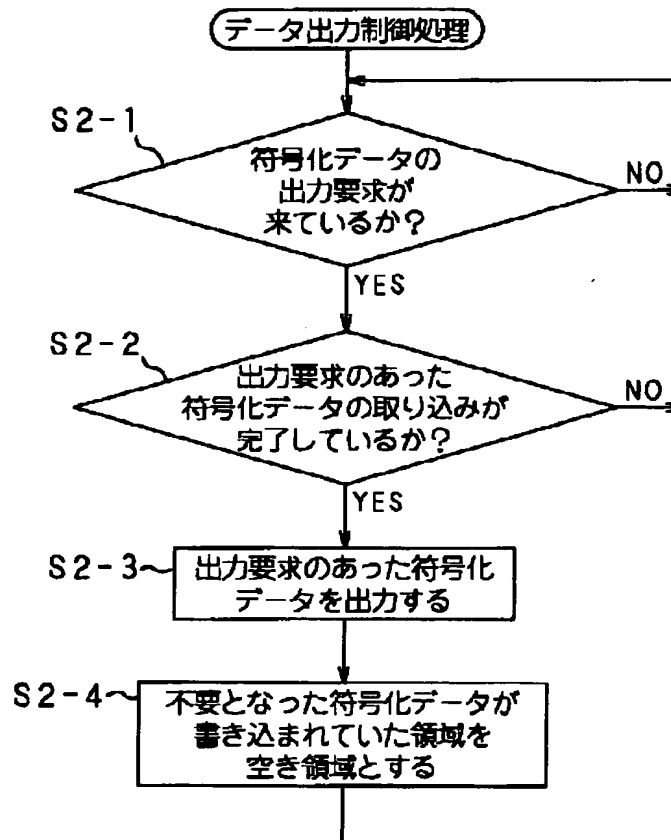 データ出力制御処理
S2-1
符号化データの
出力要求が
来ているか?
NO
YES
S2-2
出力要求のあった
符号化データの取り込みが
完了しているか?
NO
YES
S2-3
出力要求のあった符号化
データを出力する
S2-4
不要となった符号化データが
書き込まれていた領域を
空き領域とする